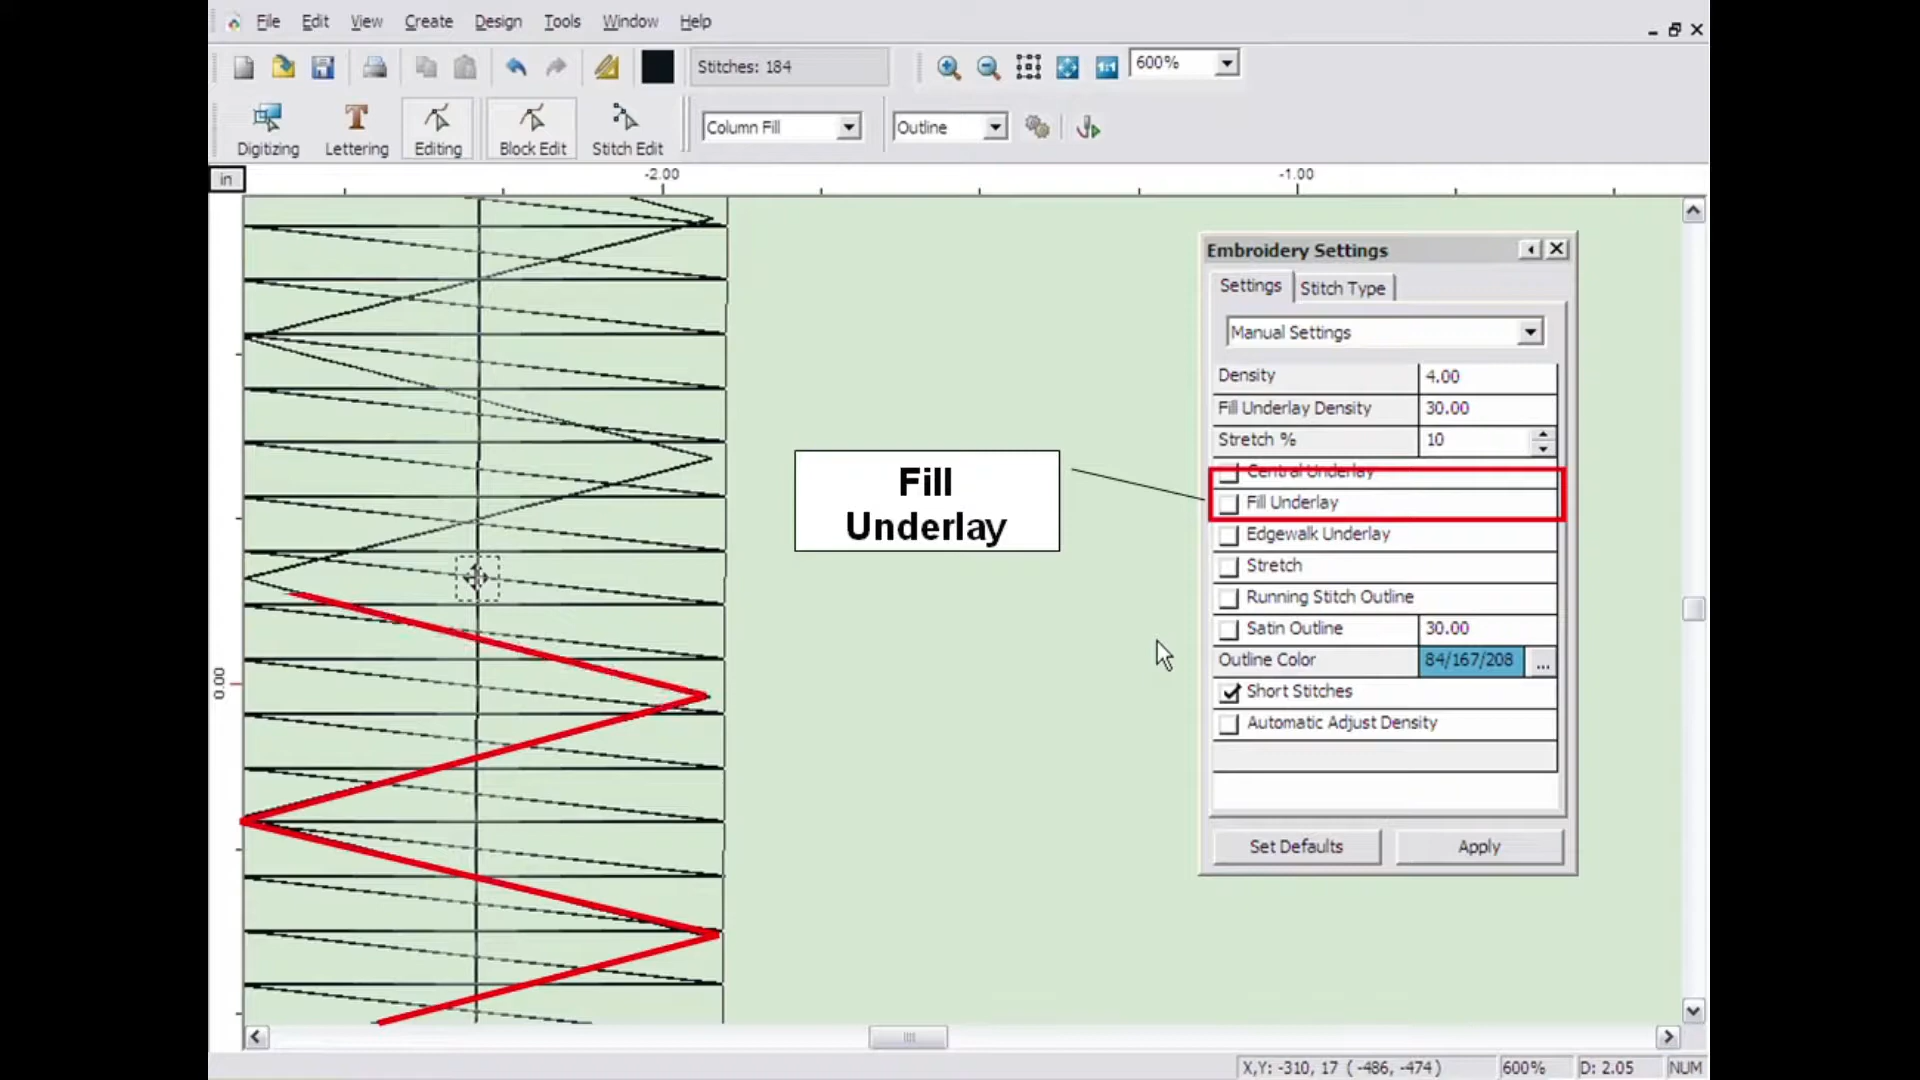 File Edit View Create Design Tools Window Help
Stitches: 184
1:1
600%
Digitizing Lettering Editing Block Edit Stitch Edit
Column Fill
Outline
in
-2.00 -1.00
0.00
Fill
Underlay
Embroidery Settings
Settings Stitch Type
Manual Settings
Density 4.00
Fill Underlay Density 30.00
Stretch % 10
Central Underlay
Fill Underlay
Edgewalk Underlay
Stretch
Running Stitch Outline
Satin Outline 30.00
Outline Color 84/167/208 ...
Short Stitches
Automatic Adjust Density
Set Defaults Apply
X,Y: -310, 17 ( -486, -474 ) 600% D: 2.05 NUM